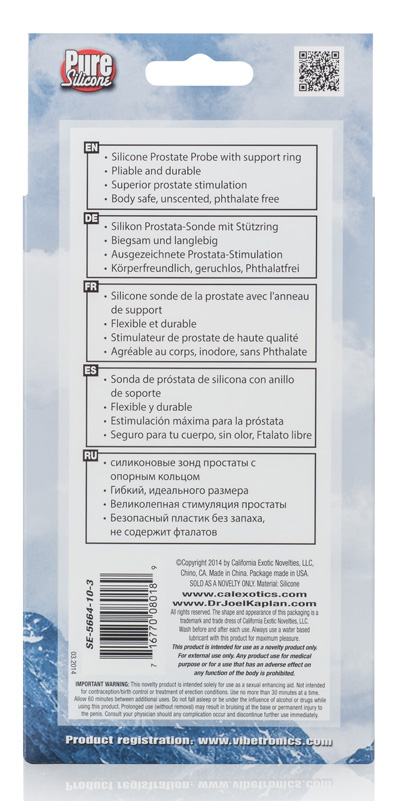 Pure
Silicone
EN
• Silicone Prostate Probe with support ring
• Pliable and durable
• Superior prostate stimulation
• Body safe, unscented, phthalate free
DE
• Silikon Prostata-Sonde mit Stützring
• Biegsam und langlebig
• Ausgezeichnete Prostata-Stimulation
• Körperfreundlich, geruchlos, Phthalatfrei
FR
• Silicone sonde de la prostate avec l'anneau
de support
• Flexible et durable
• Stimulateur de prostate de haute qualité
• Agréable au corps, inodore, sans Phthalate
ES
• Sonda de próstata de silicona con anillo
de soporte
• Flexible y durable
• Estimulación máxima para la próstata
• Seguro para tu cuerpo, sin olor, Ftalato libre
RU
• силиконовые зонд простаты с
опорным кольцом
• Гибкий, идеального размера
• Великолепная стимуляция простаты
• Безопасный пластик без запаха,
не содержит фталатов
SE-5664-10-3
7 16770 08018 9
03 2014
©Copyright 2014 by California Exotic Novelties, LLC,
Chino, CA. Made in China. Package made in USA.
SOLD AS A NOVELTY ONLY. Material: Silicone
www.calexotics.com
www.DrJoelKaplan.com
All rights reserved. The shape and appearance of this packaging is a
trademark and trade dress of California Exotic Novelties, LLC.
Wash before and after each use. Always use a water based
lubricant with this product for maximum pleasure.
This product is intended for use as a novelty product only.
For external use only. Any product use for medical
purpose or for a use that has an adverse effect on
any function of the body is prohibited.
IMPORTANT WARNING: This novelty product is intended solely for use as a sexual enhancing aid. Not intended
for contraception/birth control or treatment of erection conditions. Use no more than 30 minutes at a time.
Allow 60 minutes between additional uses. Do not fall asleep or be under the influence of alcohol or drugs while
using this product. Prolonged use (without removal) may result in bruising at the base or permanent injury to
the penis. Consult your physician should any complication occur and discontinue further use immediately.
Product registration: www.vibetronics.com